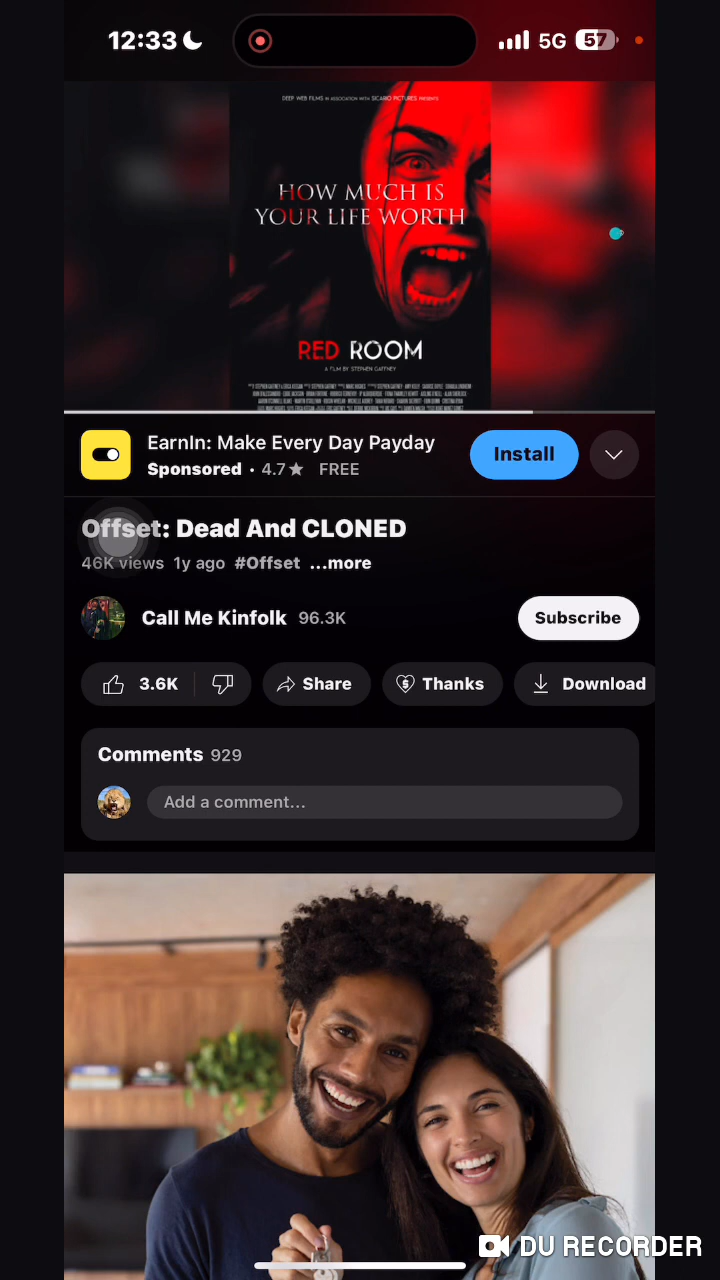 12:33
5G 57
DEEP WEB FILMS IN ASSOCIATION WITH SICARIO PICTURES PRESENTS
HOW MUCH IS
YOUR LIFE WORTH
RED ROOM
A FILM BY STEPHEN GAFFNEY
EarnIn: Make Every Day Payday
Sponsored • 4.7★ FREE
Install
Offset: Dead And CLONED
46K views 1y ago #Offset ...more
Call Me Kinfolk 96.3K
Subscribe
3.6K
Share
Thanks
Download
Comments 929
Add a comment...
DU RECORDER